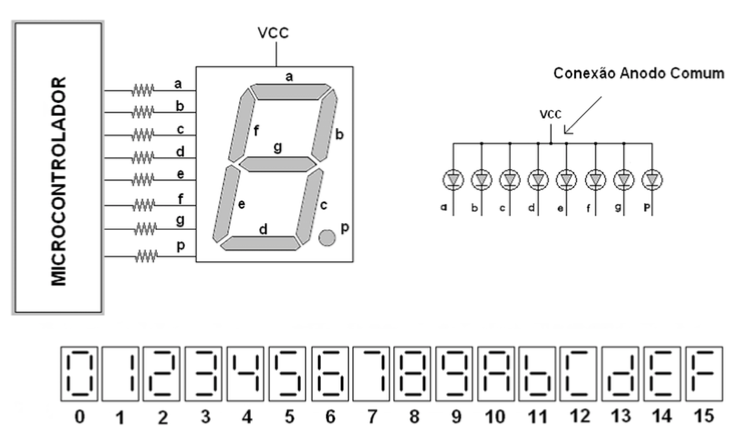 MICROCONTROLADOR
a
b
c
d
e
f
g
p
VCC
a
f
b
g
e
c
d
p
Conexão Anodo Comum
VCC
a b c d e f g P
0 1 2 3 4 5 6 7 8 9 A b C d E F
0 1 2 3 4 5 6 7 8 9 10 11 12 13 14 15